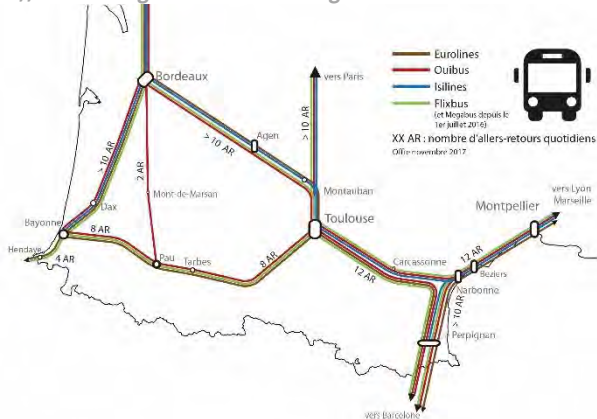 Bordeaux
> 10 AR
> 10 AR
2 AR
Agen
vers Paris
> 10 AR
Montauban
Toulouse
Mont-de-Marsan
Dax
Bayonne
8 AR
Hendaye
4 AR
Pau
Tarbes
8 AR
12 AR
Carcassonne
12 AR
Narbonne
Beziers
Montpellier
vers Lyon
Marseille
> 10 AR
Perpignan
vers Barcelone
Eurolines
Ouibus
Isilines
Flixbus
(et Megabus depuis le
1er juillet 2016)
XX AR : nombre d'allers-retours quotidiens
Offre novembre 2017